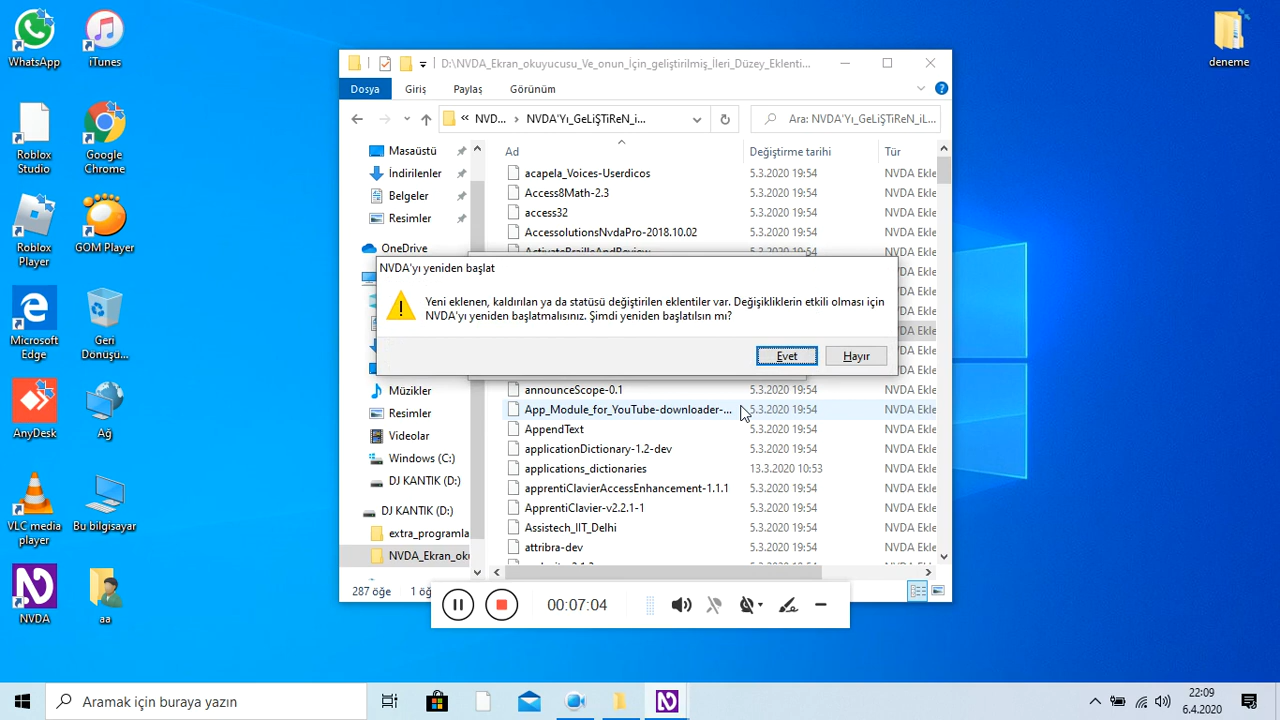 WhatsApp
iTunes
Roblox
Studio
Google
Chrome
Roblox
Player
GOM Player
Microsoft
Edge
Geri
Dönüşü...
AnyDesk
Ağ
VLC media
player
Bu bilgisayar
NVDA
aa
deneme
D:\NVDA_Ekran_okuyucusu_Ve_onun_İçin_geliştirilmiş_İleri_Düzey_Eklenti...
Dosya Giriş Paylaş Görünüm
« NVD... › NVDA'Yı_GeLiŞTiReN_i...
Ara: NVDA'Yı_GeLiŞTiReN_iL...
Masaüstü
İndirilenler
Belgeler
Resimler
OneDrive
Müzikler
Resimler
Videolar
Windows (C:)
DJ KANTIK (D:)
DJ KANTIK (D:)
extra_programla
NVDA_Ekran_oku
Ad Değiştirme tarihi Tür
acapela_Voices-Userdicos 5.3.2020 19:54 NVDA Ekle
Access8Math-2.3 5.3.2020 19:54 NVDA Ekle
access32 5.3.2020 19:54 NVDA Ekle
AccessolutionsNvdaPro-2018.10.02 5.3.2020 19:54 NVDA Ekle
ActivateBrailleAndReview 5.3.2020 19:54 NVDA Ekle
NVDA'yı yeniden başlat
Yeni eklenen, kaldırılan ya da statüsü değiştirilen eklentiler var. Değişikliklerin etkili olması için
NVDA'yı yeniden başlatmalısınız. Şimdi yeniden başlatılsın mı?
Evet Hayır
announceScope-0.1 5.3.2020 19:54 NVDA Ekle
App_Module_for_YouTube-downloader-... 5.3.2020 19:54 NVDA Ekle
AppendText 5.3.2020 19:54 NVDA Ekle
applicationDictionary-1.2-dev 5.3.2020 19:54 NVDA Ekle
applications_dictionaries 13.3.2020 10:53 NVDA Ekle
apprentiClavierAccessEnhancement-1.1.1 5.3.2020 19:54 NVDA Ekle
ApprentiClavier-v2.2.1-1 5.3.2020 19:54 NVDA Ekle
Assistech_IIT_Delhi 5.3.2020 19:54 NVDA Ekle
attribra-dev 5.3.2020 19:54 NVDA Ekle
287 öğe 1 öğ
00:07:04
Aramak için buraya yazın
22:09
6.4.2020